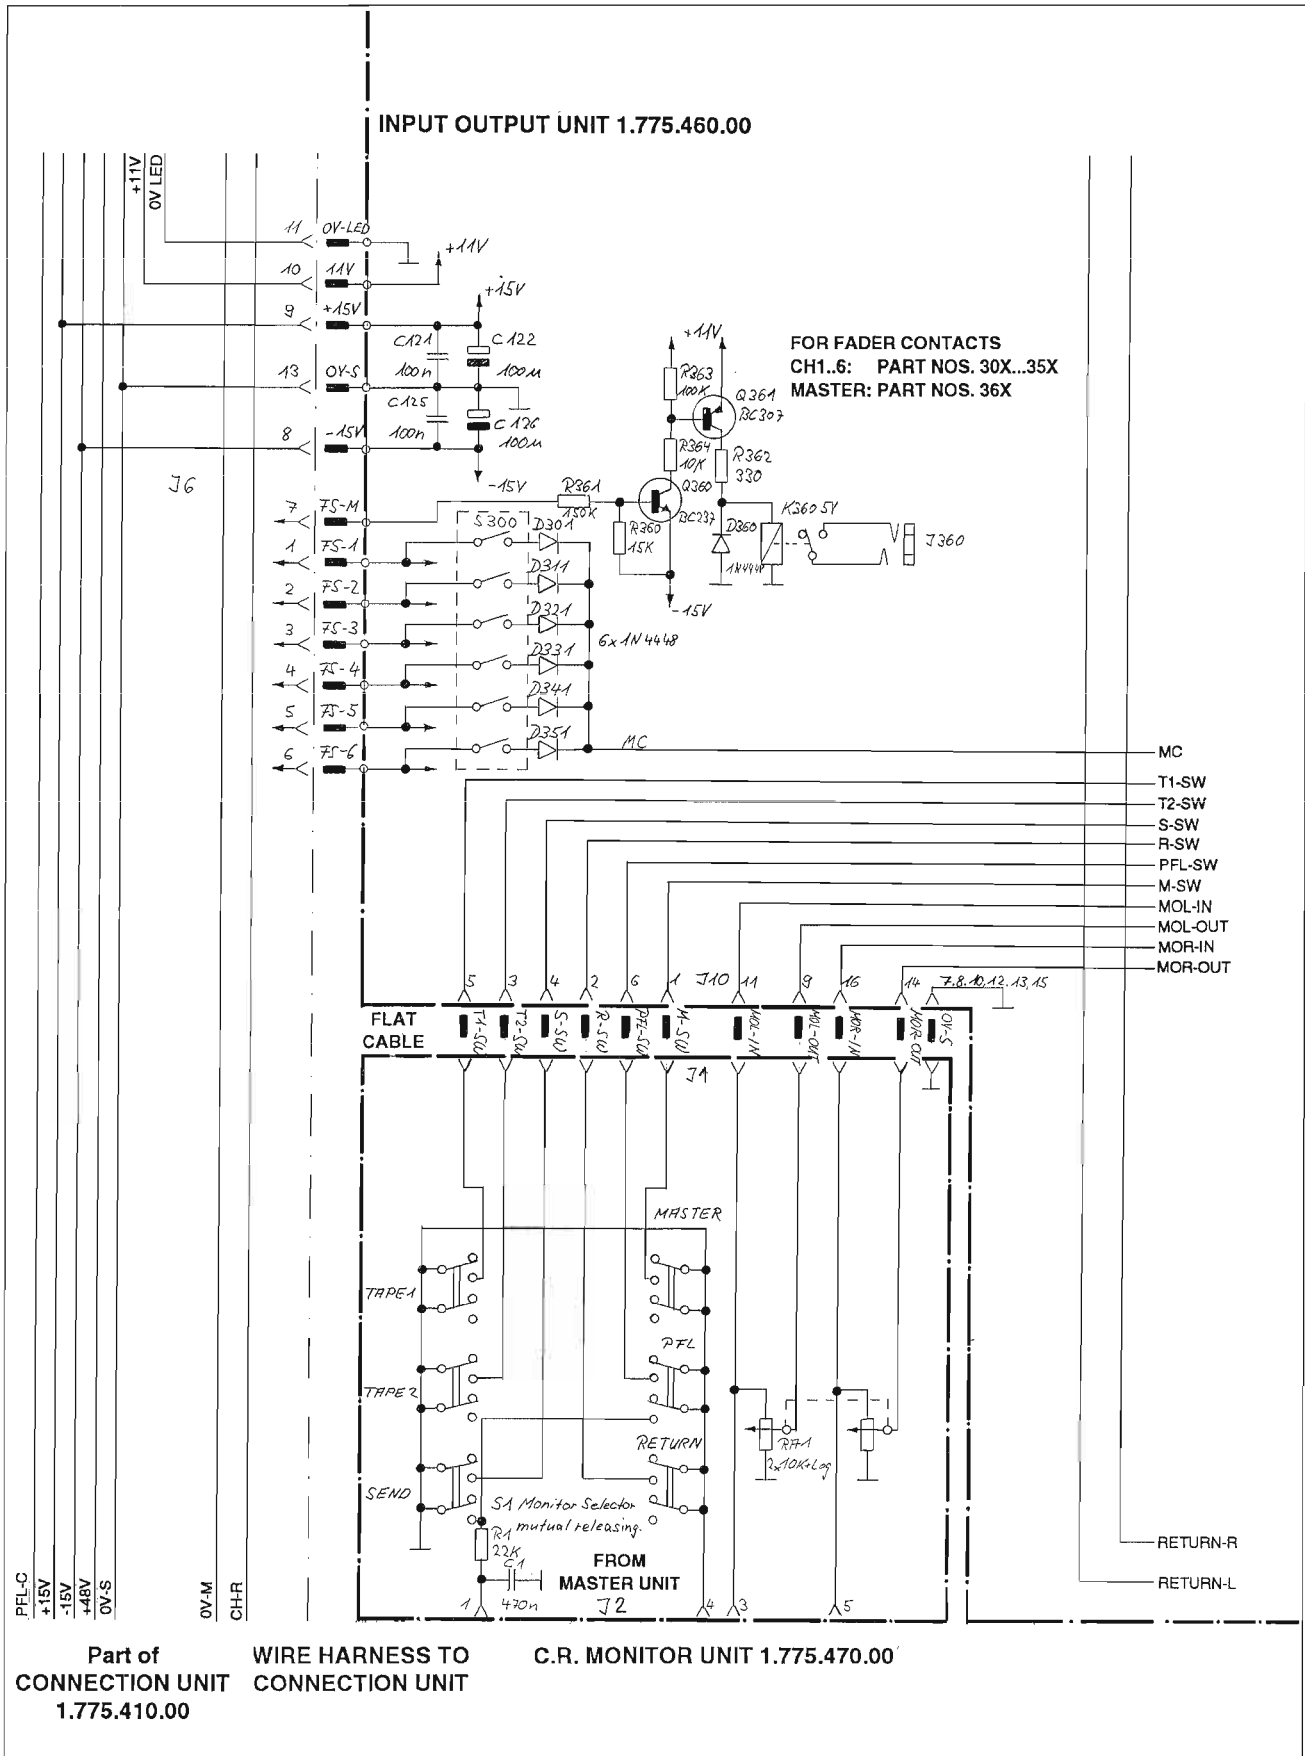 INPUT OUTPUT UNIT 1.775.460.00
+11V
0V LED
11 0V-LED
+11V
10 11V
+15V
9 +15V
C121
100n
C122
100µ
13 0V-S
C125
100n
C126
100µ
8 -15V
-15V
J6
+11V
R363
100K
Q361
BC307
R364
10K
R362
330
Q360
BC237
R361
150K
R360
15K
D360
1N4448
K360 5V
J360
-15V
FOR FADER CONTACTS
CH1..6: PART NOS. 30X...35X
MASTER: PART NOS. 36X
7 FS-M
1 FS-1
2 FS-2
3 FS-3
4 FS-4
5 FS-5
6 FS-6
S300
D301
D311
D321
D331
D341
D351
6x1N4448
MC
MC
T1-SW
T2-SW
S-SW
R-SW
PFL-SW
M-SW
MOL-IN
MOL-OUT
MOR-IN
MOR-OUT
5 3 4 2 6 1 J10 11 9 16 14 7.8.10,12.13,15
FLAT
CABLE
T1-SW
T2-SW
S-SW
R-SW
PFL-SW
M-SW
MOL-IN
MOL-OUT
MOR-IN
MOR-OUT
0V-S
J1
MASTER
TAPE1
PFL
TAPE2
RETURN
SEND
S1 Monitor Selector
mutual releasing.
RA1
2x10K+Log
R1
22K
C1
470n
FROM
MASTER UNIT
J2
1 4 3 5
RETURN-R
RETURN-L
PFL-C
+15V
-15V
+48V
0V-S
0V-M
CH-R
Part of
CONNECTION UNIT
1.775.410.00
WIRE HARNESS TO
CONNECTION UNIT
C.R. MONITOR UNIT 1.775.470.00